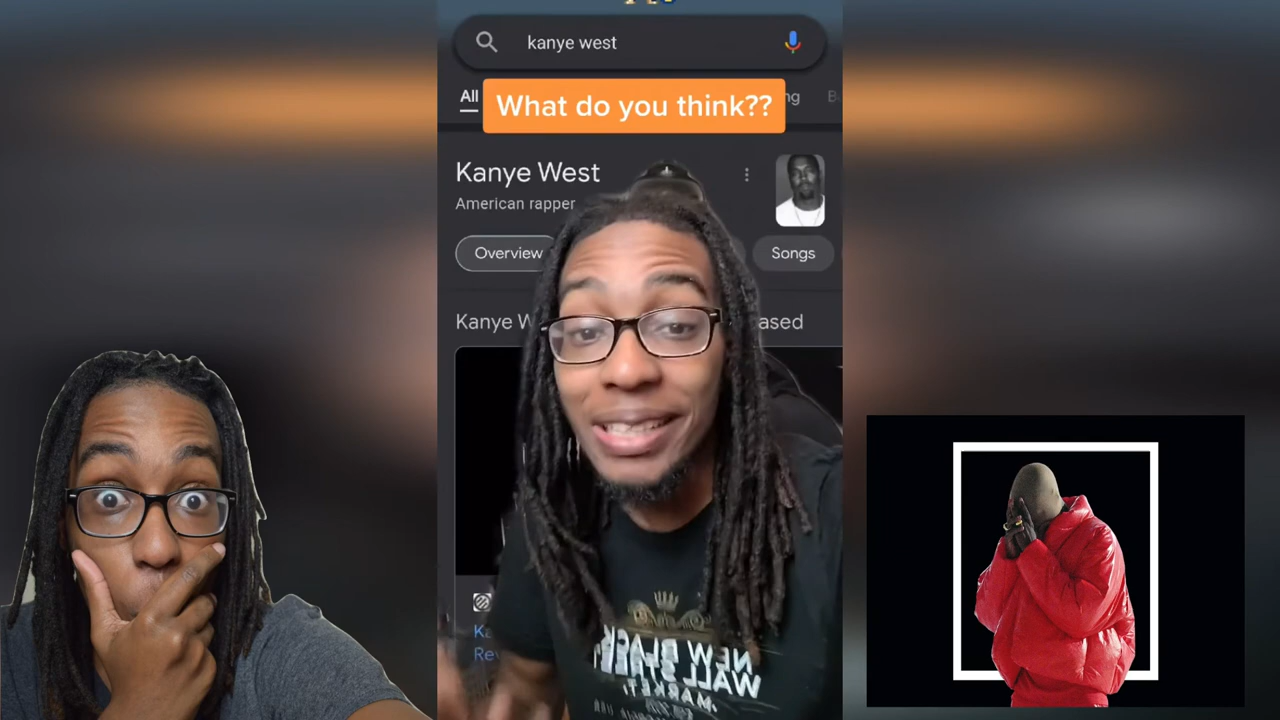 kanye west
All
What do you think??
ng
Kanye West
American rapper
Overview
Songs
Kanye W
ased
NEW BLACK
WALL STREET
MARKET